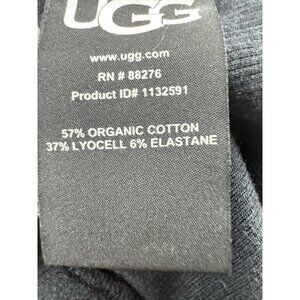 UGG
www.ugg.com
RN # 88276
Product ID# 1132591
57% ORGANIC COTTON
37% LYOCELL 6% ELASTANE